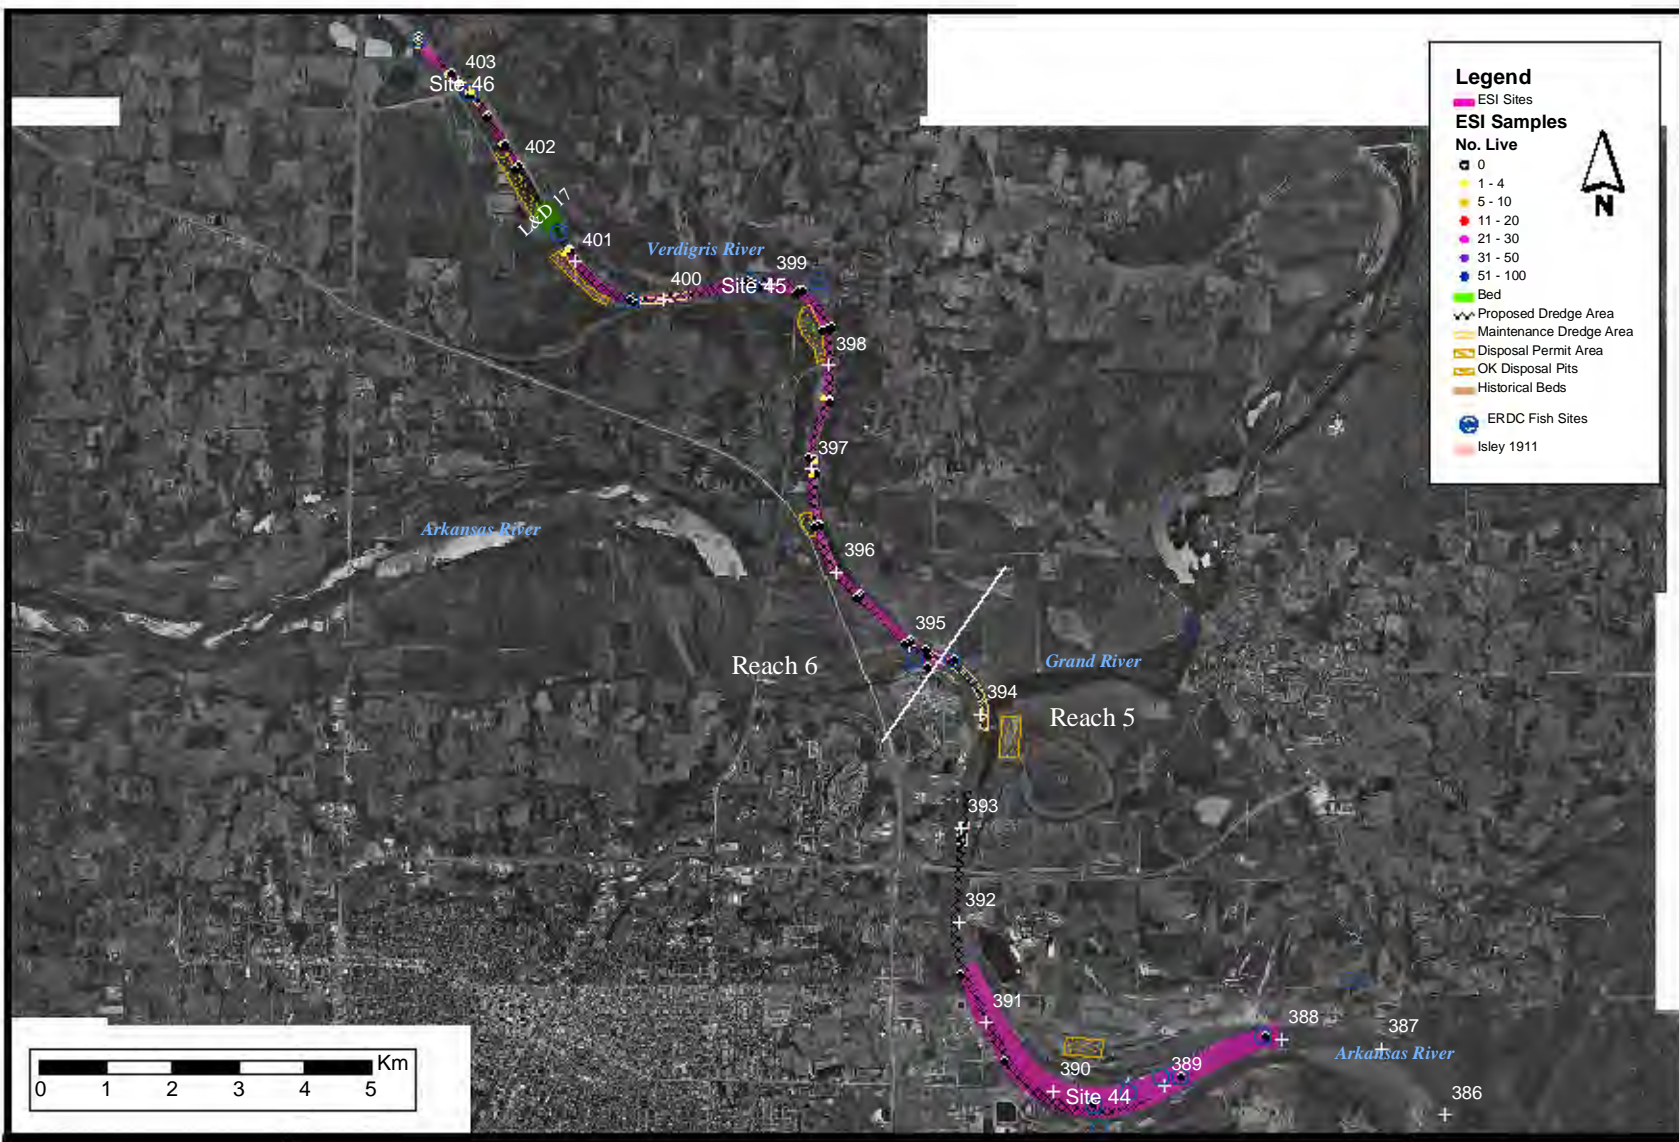 403
Site 46
402
L&D 17
401
Verdigris River
400
Site 45
399
398
397
Arkansas River
396
395
Reach 6
Grand River
394
Reach 5
393
392
391
390
Site 44
389
388
387
Arkansas River
386
Legend
ESI Sites
ESI Samples
No. Live
0
1 - 4
5 - 10
11 - 20
21 - 30
31 - 50
51 - 100
Bed
Proposed Dredge Area
Maintenance Dredge Area
Disposal Permit Area
OK Disposal Pits
Historical Beds
ERDC Fish Sites
Isley 1911
N
Km
0 1 2 3 4 5